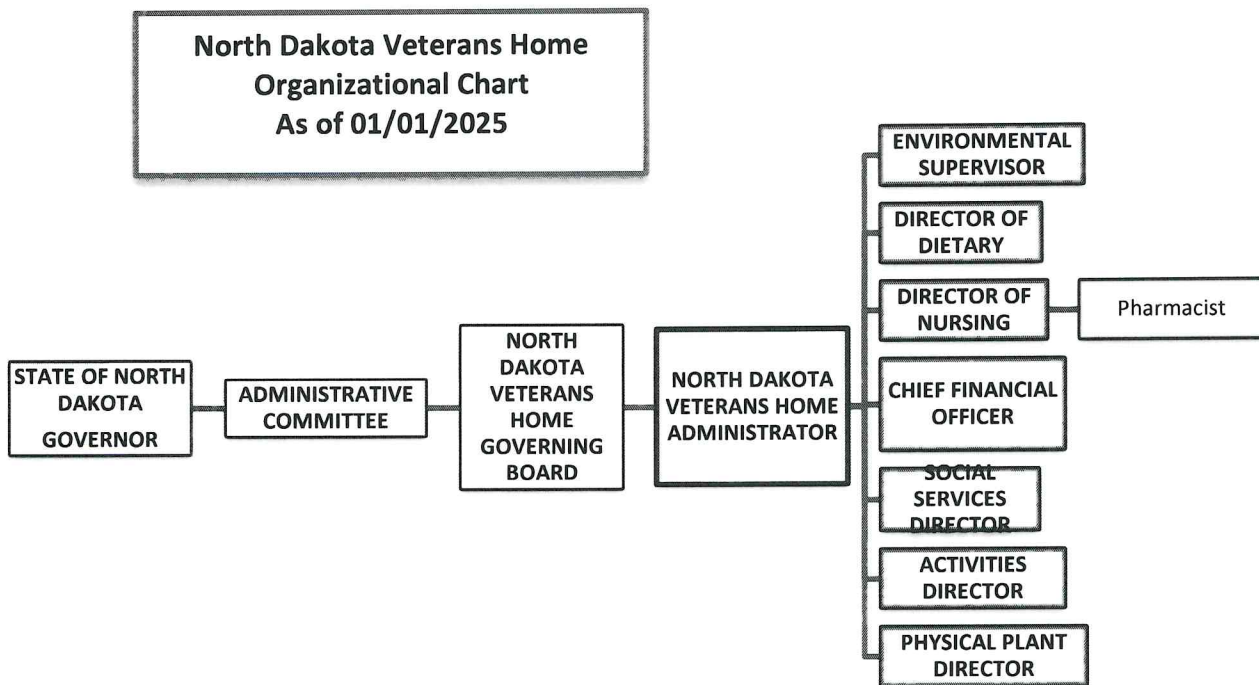 North Dakota Veterans Home
Organizational Chart
As of 01/01/2025
STATE OF NORTH
DAKOTA
GOVERNOR
ADMINISTRATIVE
COMMITTEE
NORTH
DAKOTA
VETERANS
HOME
GOVERNING
BOARD
NORTH DAKOTA
VETERANS HOME
ADMINISTRATOR
ENVIRONMENTAL
SUPERVISOR
DIRECTOR OF
DIETARY
DIRECTOR OF
NURSING
Pharmacist
CHIEF FINANCIAL
OFFICER
SOCIAL
SERVICES
DIRECTOR
ACTIVITIES
DIRECTOR
PHYSICAL PLANT
DIRECTOR